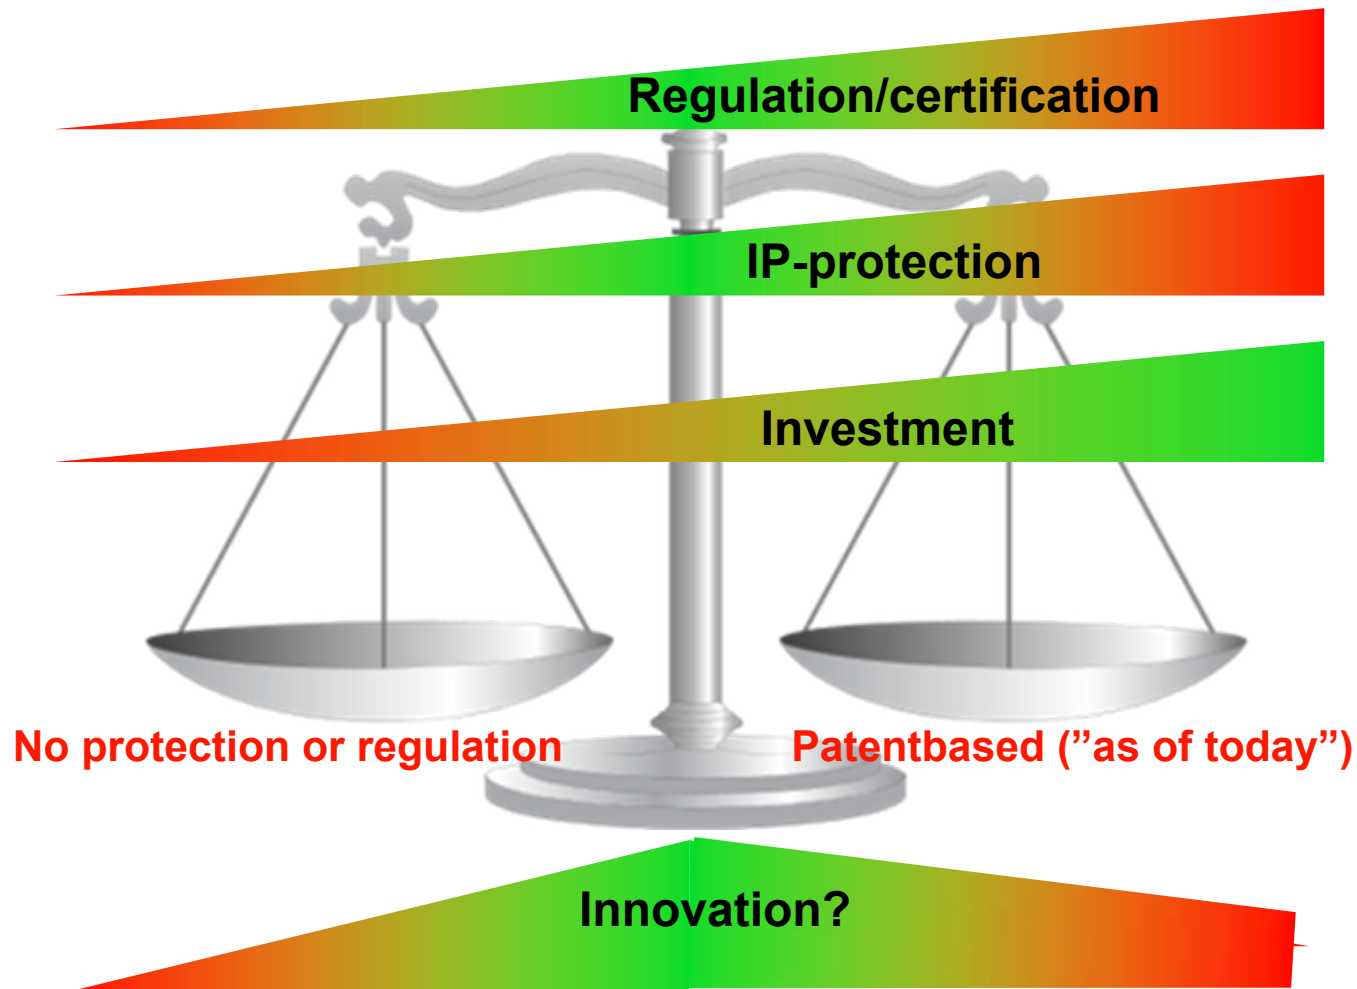 Regulation/certification
IP-protection
Investment
No protection or regulation
Patentbased (”as of today”)
Innovation?